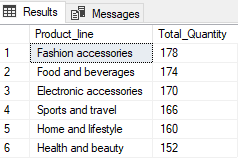 Results Messages
Product_line Total_Quantity
1 Fashion accessories 178
2 Food and beverages 174
3 Electronic accessories 170
4 Sports and travel 166
5 Home and lifestyle 160
6 Health and beauty 152